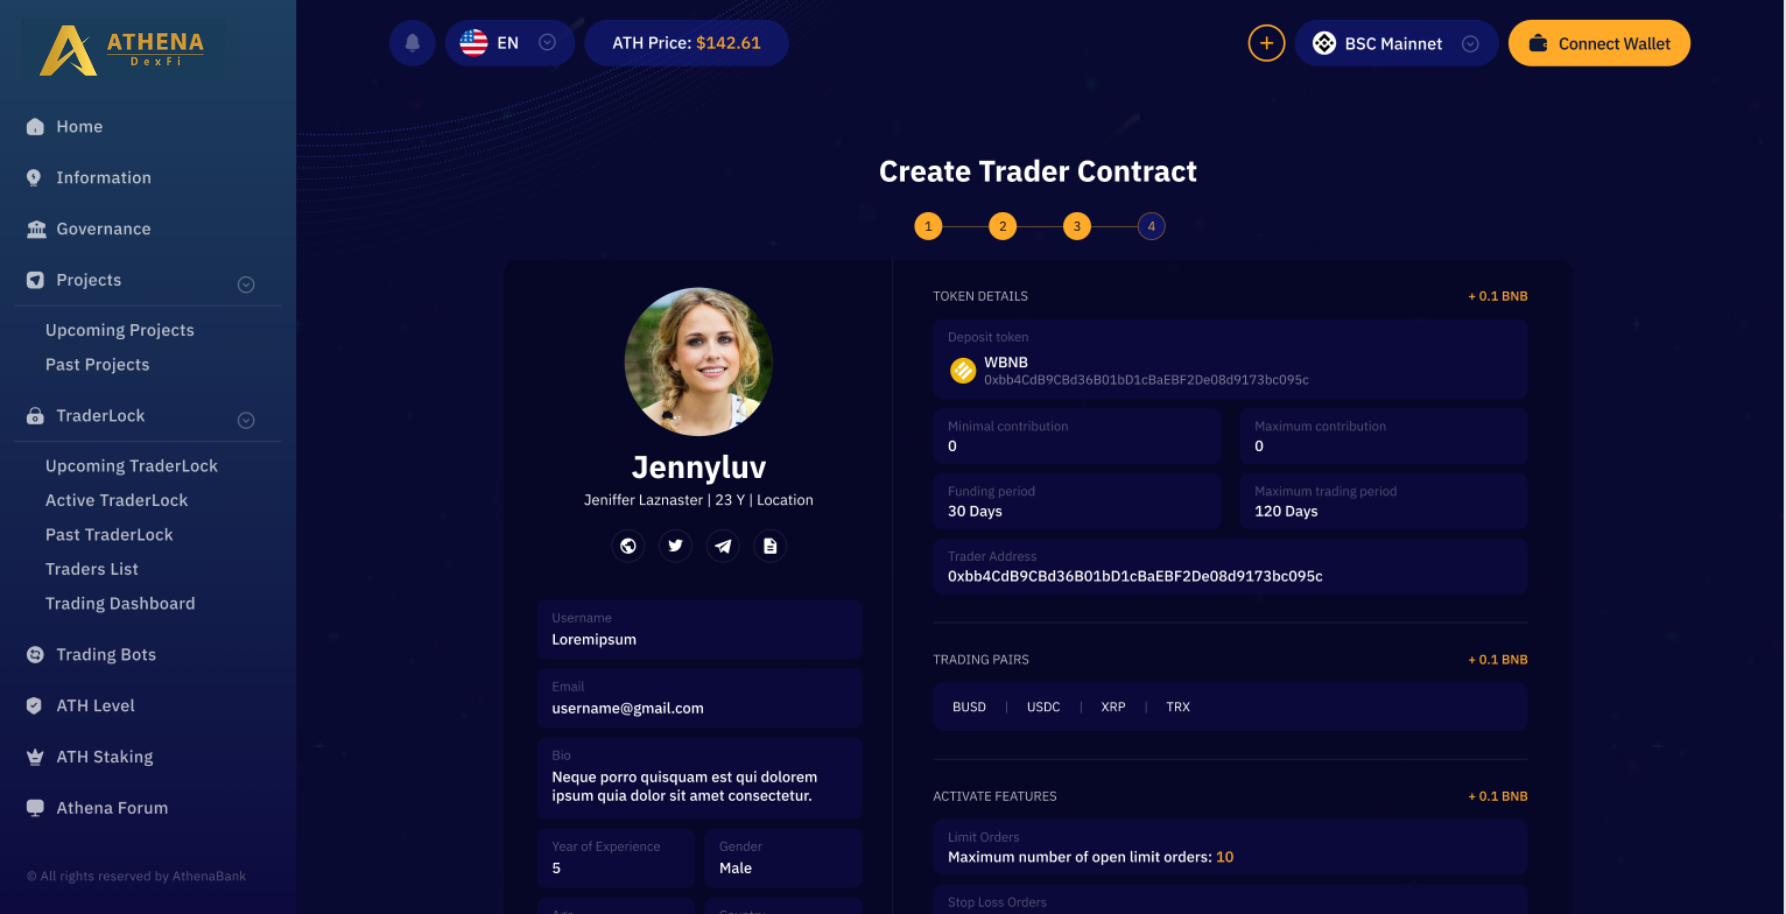 ATHENA
DexFi
Home
Information
Governance
Projects
Upcoming Projects
Past Projects
TraderLock
Upcoming TraderLock
Active TraderLock
Past TraderLock
Traders List
Trading Dashboard
Trading Bots
ATH Level
ATH Staking
Athena Forum
© All rights reserved by AthenaBank
EN
ATH Price: $142.61
BSC Mainnet
Connect Wallet
Create Trader Contract
1 2 3 4
Jennyluv
Jeniffer Laznaster | 23 Y | Location
Username
Loremipsum
Email
username@gmail.com
Bio
Neque porro quisquam est qui dolorem
ipsum quia dolor sit amet consectetur.
Year of Experience
5
Gender
Male
TOKEN DETAILS + 0.1 BNB
Deposit token
WBNB
0xbb4CdB9CBd36B01bD1cBaEBF2De08d9173bc095c
Minimal contribution
0
Maximum contribution
0
Funding period
30 Days
Maximum trading period
120 Days
Trader Address
0xbb4CdB9CBd36B01bD1cBaEBF2De08d9173bc095c
TRADING PAIRS + 0.1 BNB
BUSD | USDC | XRP | TRX
ACTIVATE FEATURES + 0.1 BNB
Limit Orders
Maximum number of open limit orders: 10
Stop Loss Orders